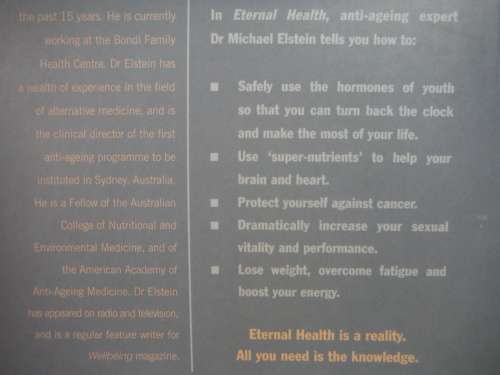 the past 15 years. He is currently
working at the Bondi Family
Health Centre. Dr Elstein has
a wealth of experience in the field
of alternative medicine, and is
the clinical director of the first
anti-ageing programme to be
instituted in Sydney, Australia.
He is a Fellow of the Australian
College of Nutritional and
Environmental Medicine, and of
the American Academy of
Anti-Ageing Medicine. Dr Elstein
has appeared on radio and television,
and is a regular feature writer for
Wellbeing magazine.
In Eternal Health, anti-ageing expert
Dr Michael Elstein tells you how to:
■ Safely use the hormones of youth
so that you can turn back the clock
and make the most of your life.
■ Use ‘super-nutrients’ to help your
brain and heart.
■ Protect yourself against cancer.
■ Dramatically increase your sexual
vitality and performance.
■ Lose weight, overcome fatigue and
boost your energy.
Eternal Health is a reality.
All you need is the knowledge.